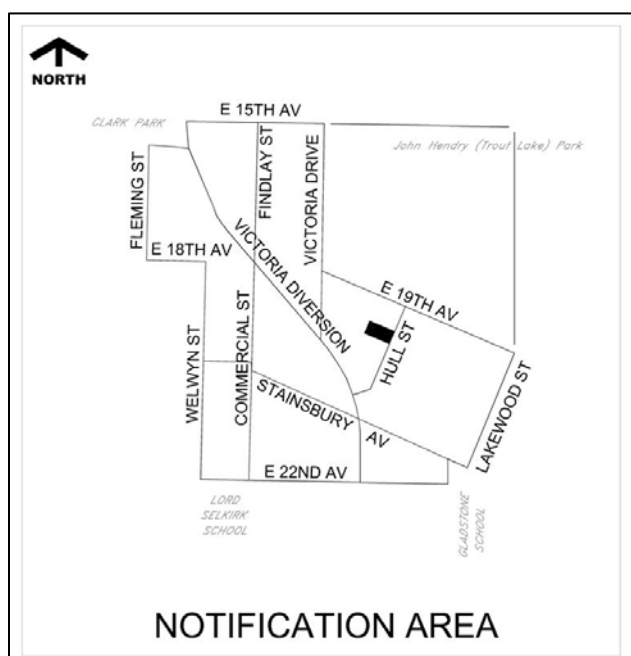 NORTH
E 15TH AV
CLARK PARK
John Hendry (Trout Lake) Park
FLEMING ST
FINDLAY ST
VICTORIA DRIVE
E 18TH AV
VICTORIA DIVERSION
E 19TH AV
WELWYN ST
COMMERCIAL ST
HULL ST
STAINSBURY
AV
LAKEWOOD ST
E 22ND AV
LORD
SELKIRK
SCHOOL
GLADSTONE
SCHOOL
NOTIFICATION AREA